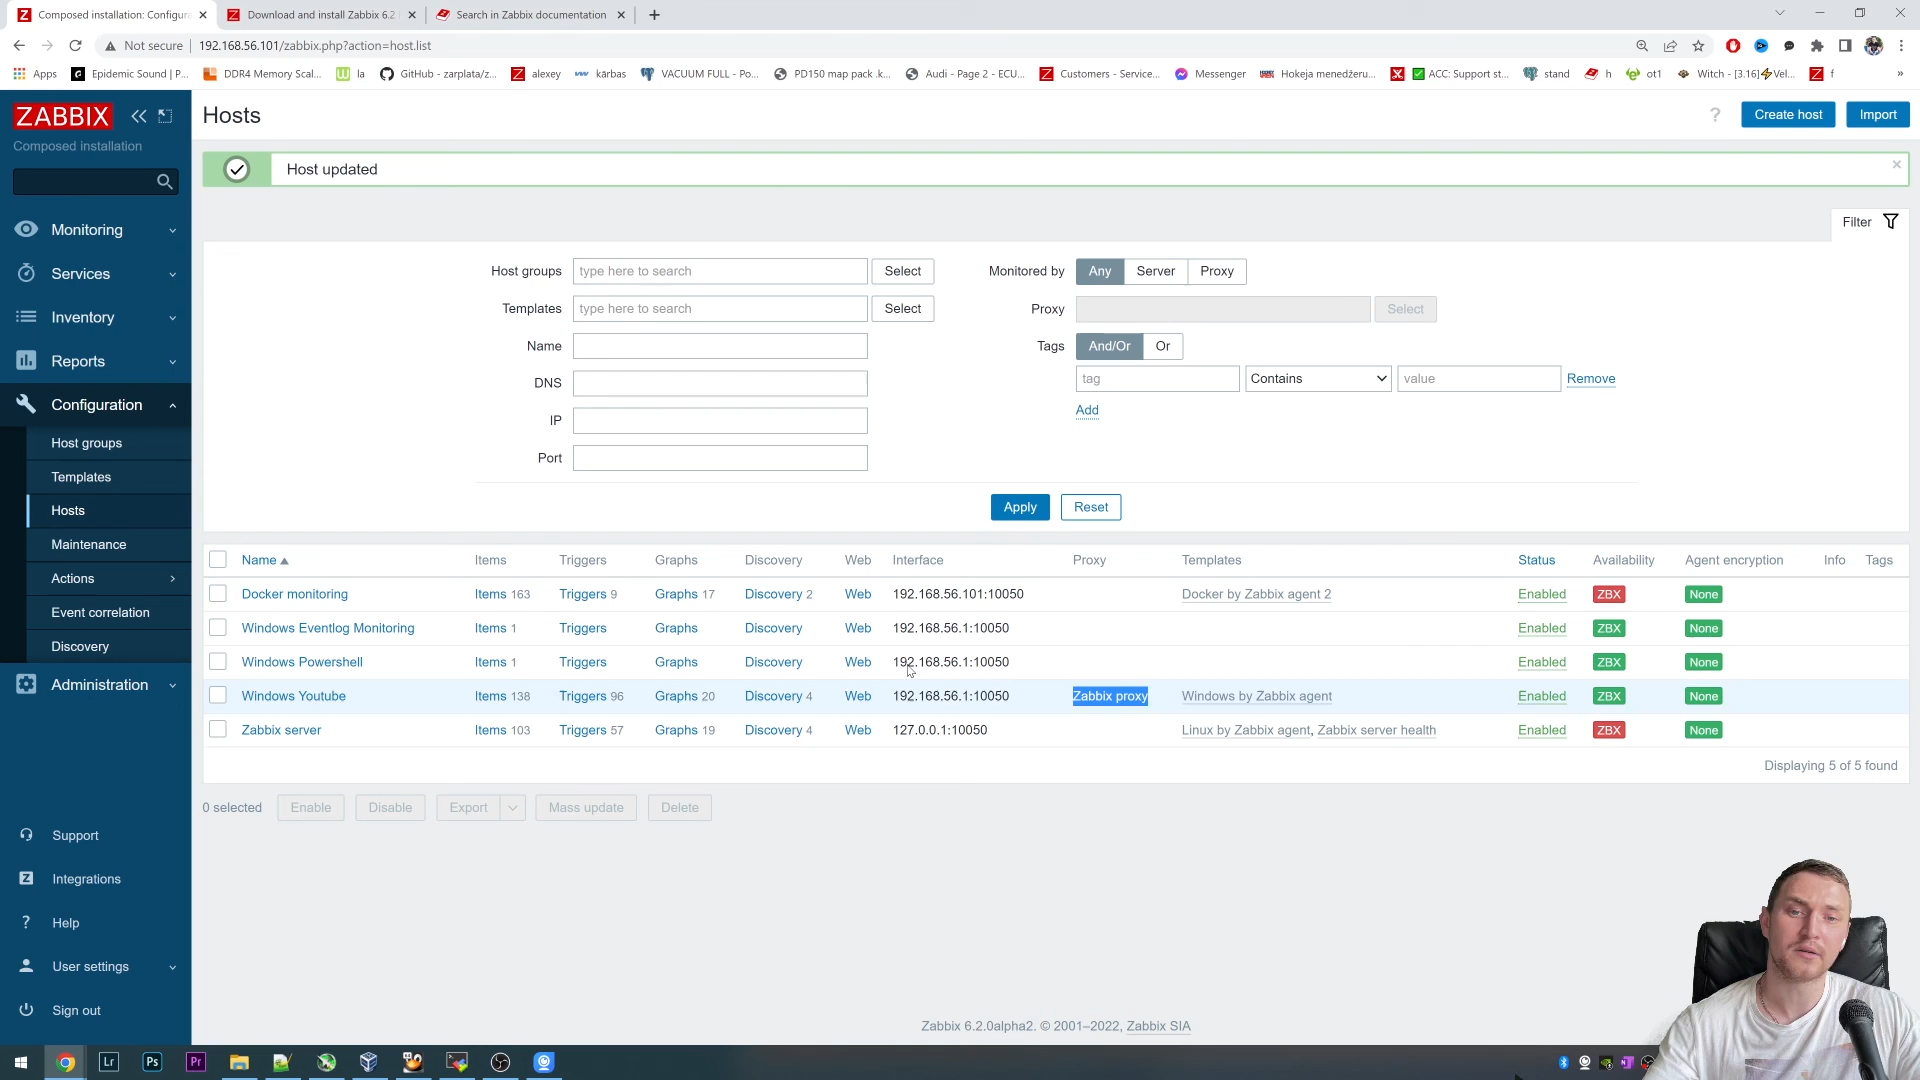 Composed installation: Configura
Download and install Zabbix 6.2
Search in Zabbix documentation
Not secure
192.168.56.101/zabbix.php?action=host.list
Apps
Epidemic Sound | P...
DDR4 Memory Scal...
la
GitHub - zarplata/z...
alexey
kārbas
VACUUM FULL - Po...
PD150 map pack .k...
Audi - Page 2 - ECU...
Customers - Service...
Messenger
Hokeja menedžeru...
ACC: Support st...
stand
h
ot1
Witch - [3.16]⚡Vel...
f
»
ZABBIX
Composed installation
Monitoring
Services
Inventory
Reports
Configuration
Host groups
Templates
Hosts
Maintenance
Actions
Event correlation
Discovery
Administration
Support
Integrations
Help
User settings
Sign out
Hosts
?
Create host
Import
Host updated
Filter
Host groups type here to search Select
Monitored by Any Server Proxy
Templates type here to search Select
Proxy Select
Name
Tags And/Or Or
DNS
tag Contains value Remove
IP
Add
Port
Apply Reset
Name Items Triggers Graphs Discovery Web Interface Proxy Templates Status Availability Agent encryption Info Tags
Docker monitoring Items 163 Triggers 9 Graphs 17 Discovery 2 Web 192.168.56.101:10050 Docker by Zabbix agent 2 Enabled ZBX None
Windows Eventlog Monitoring Items 1 Triggers Graphs Discovery Web 192.168.56.1:10050 Enabled ZBX None
Windows Powershell Items 1 Triggers Graphs Discovery Web 192.168.56.1:10050 Enabled ZBX None
Windows Youtube Items 138 Triggers 96 Graphs 20 Discovery 4 Web 192.168.56.1:10050 Zabbix proxy Windows by Zabbix agent Enabled ZBX None
Zabbix server Items 103 Triggers 57 Graphs 19 Discovery 4 Web 127.0.0.1:10050 Linux by Zabbix agent, Zabbix server health Enabled ZBX None
Displaying 5 of 5 found
0 selected Enable Disable Export Mass update Delete
Zabbix 6.2.0alpha2. © 2001–2022, Zabbix SIA
Lr
Ps
Pr